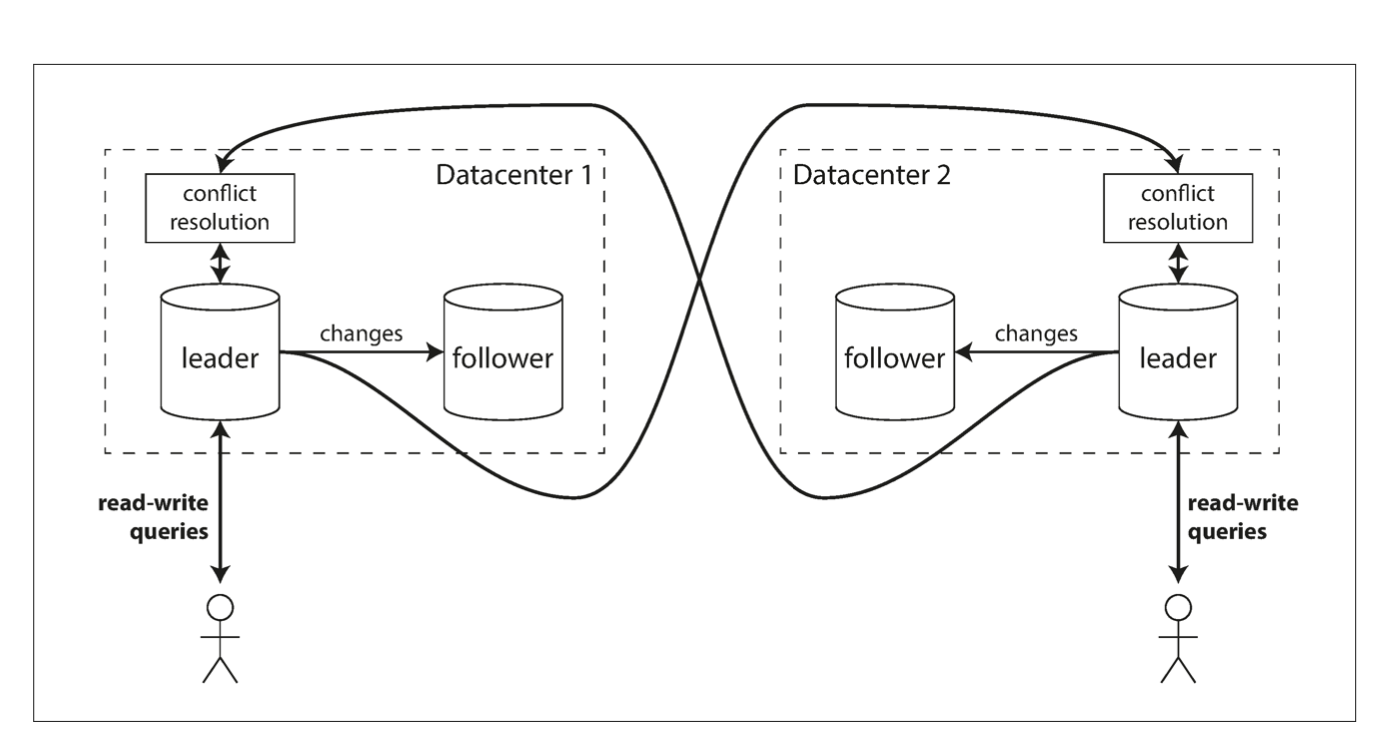 Datacenter 1
conflict
resolution
changes
leader
follower
read-write
queries
Datacenter 2
conflict
resolution
changes
follower
leader
read-write
queries